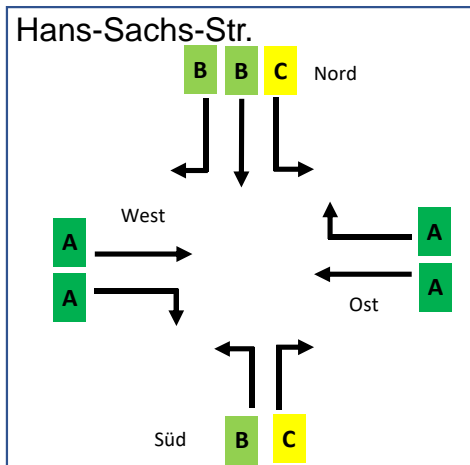 Hans-Sachs-Str.
B B C Nord
West
A
A
A
A
Ost
Süd
B C